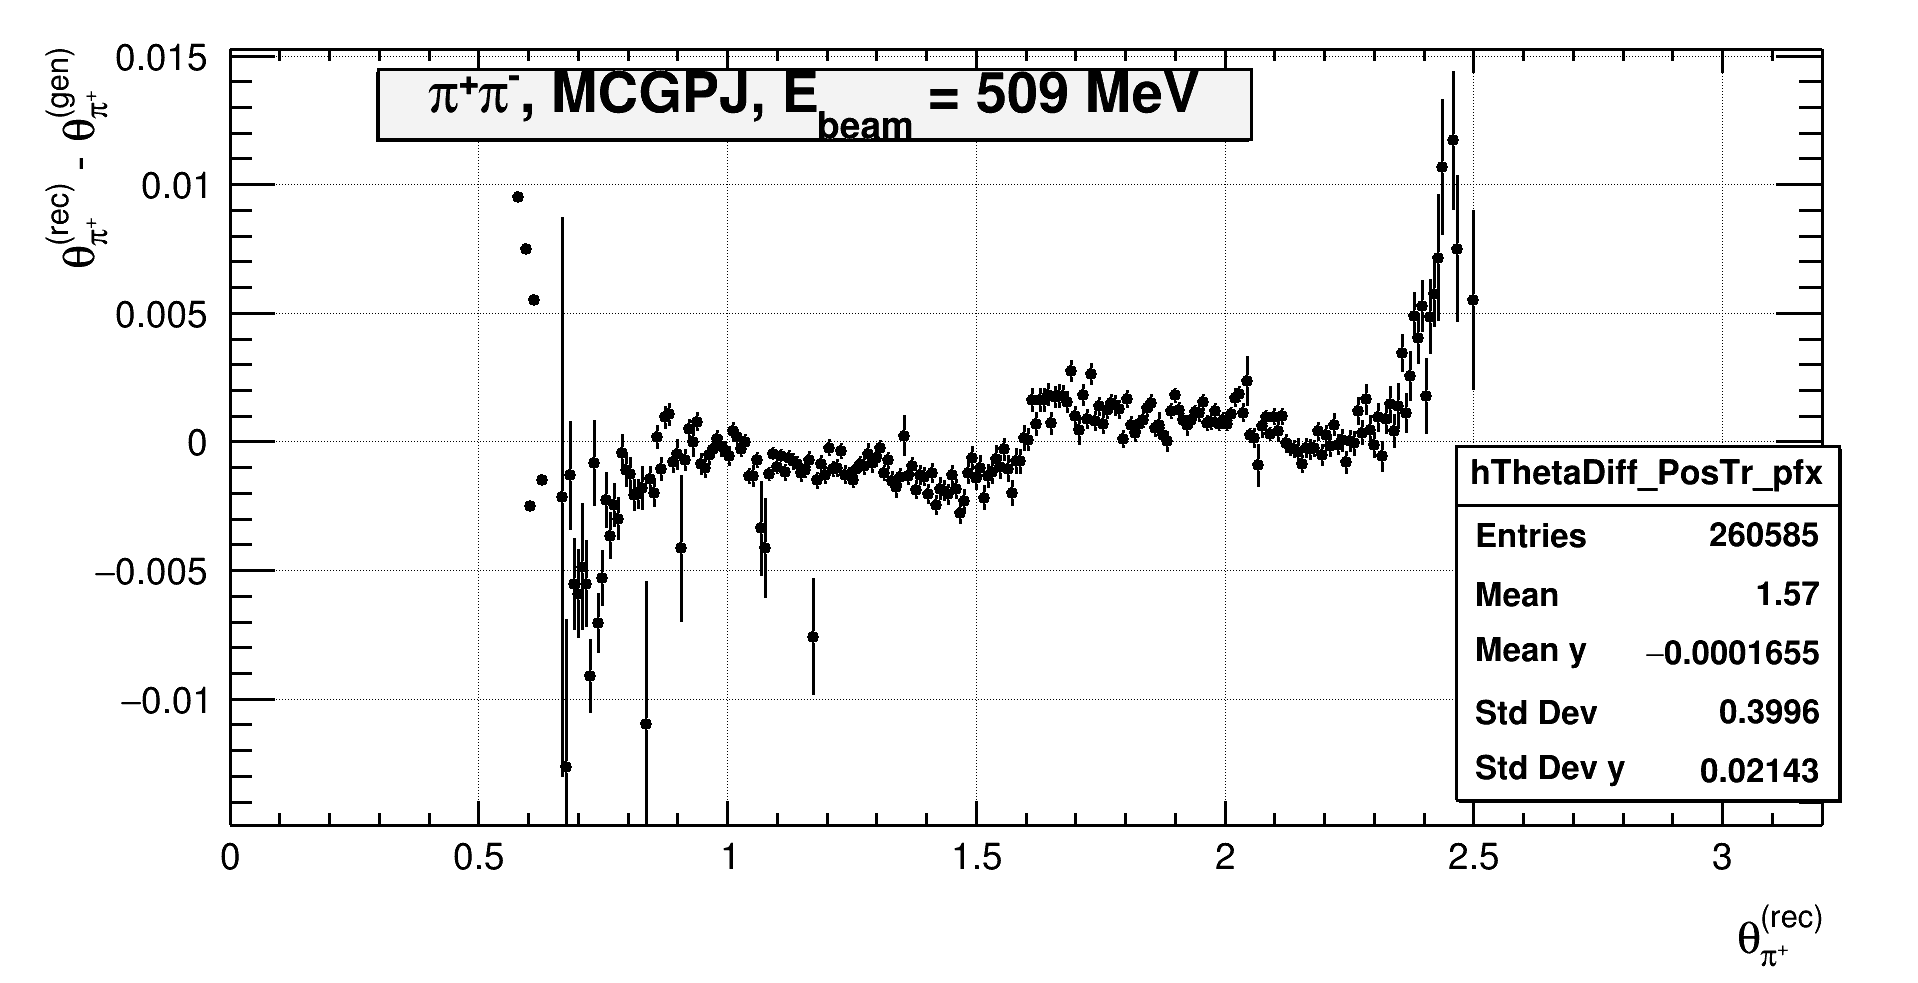 π⁺π⁻, MCGPJ, E_beam = 509 MeV
θ_π⁺^(rec) - θ_π⁺^(gen)
0.015
0.01
0.005
0
−0.005
−0.01
hThetaDiff_PosTr_pfx
Entries 260585
Mean 1.57
Mean y −0.0001655
Std Dev 0.3996
Std Dev y 0.02143
0 0.5 1 1.5 2 2.5 3
θ_π⁺^(rec)